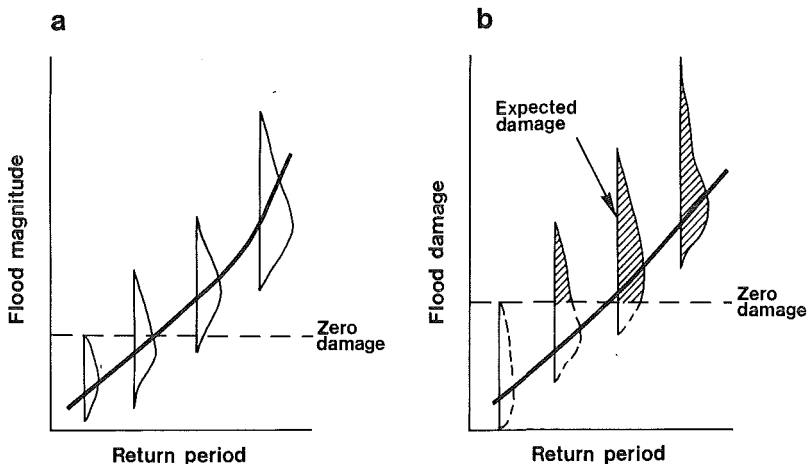 a
Flood magnitude
Zero
damage
Return period
b
Expected
damage
Flood damage
Zero
damage
Return period